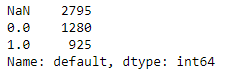 NaN 2795
0.0 1280
1.0 925
Name: default, dtype: int64